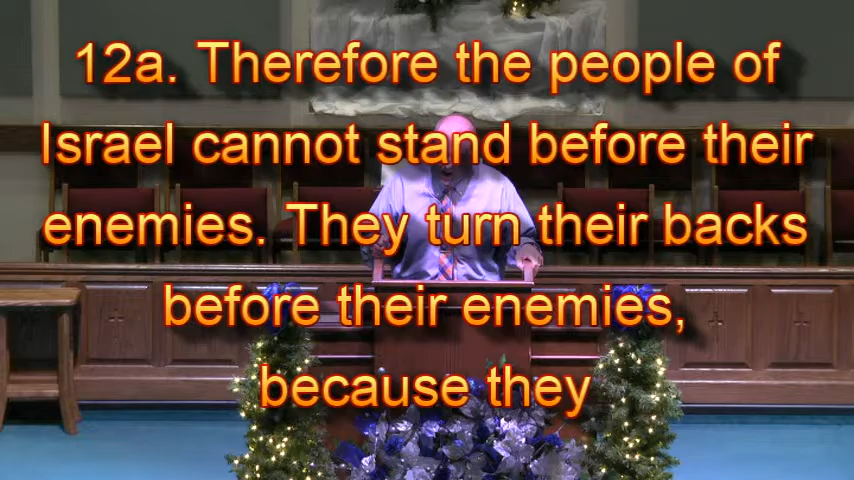 12a. Therefore the people of
Israel cannot stand before their
enemies. They turn their backs
before their enemies,
because they